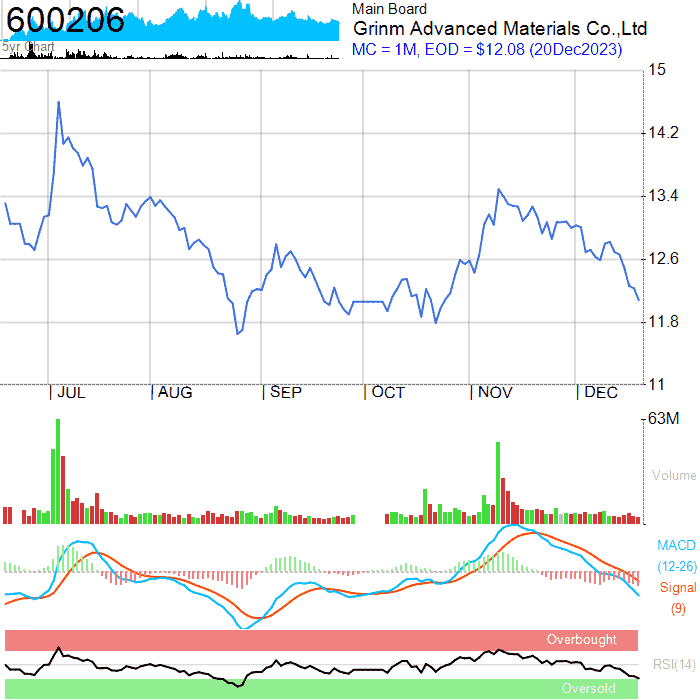 600206
Main Board
Grinm Advanced Materials Co.,Ltd
5yr Chart
MC = 1M, EOD = $12.08 (20Dec2023)
15
14.2
13.4
12.6
11.8
11
| JUL | AUG | SEP | OCT | NOV | DEC
63M
Volume
MACD
(12-26)
Signal
(9)
Overbought
RSI(14)
Oversold